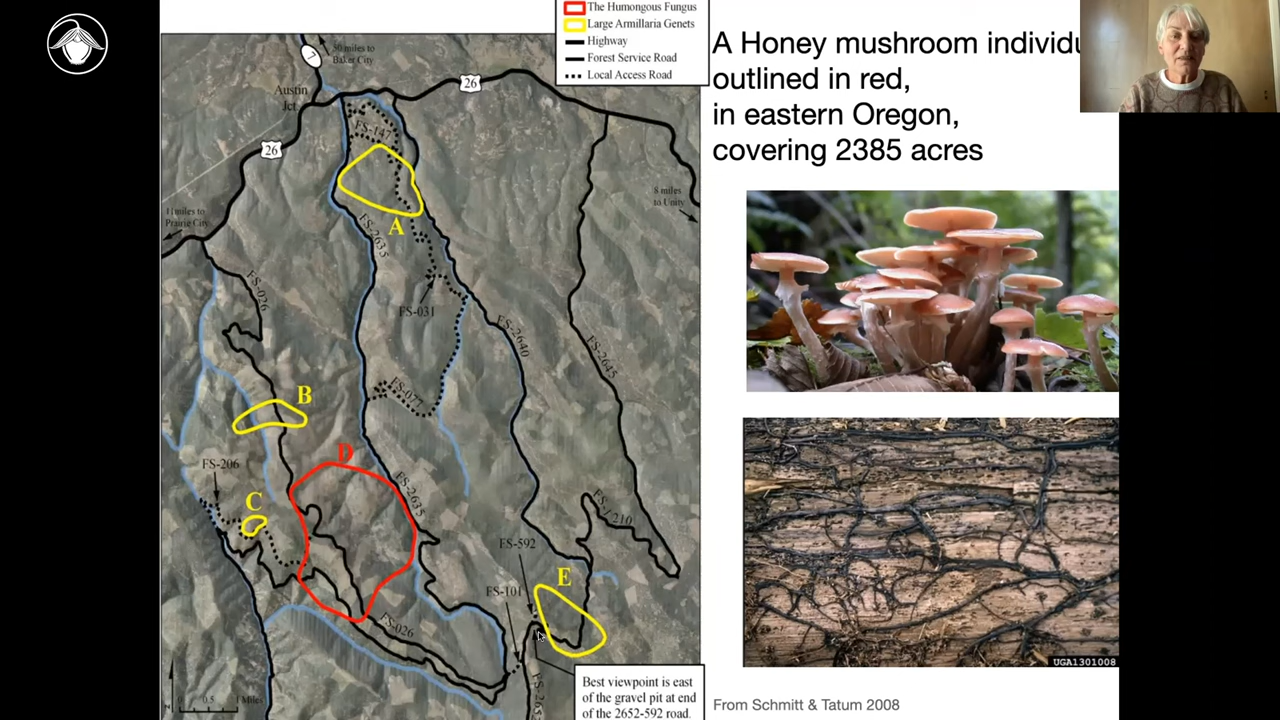 The Humongous Fungus
Large Armillaria Genets
Highway
Forest Service Road
Local Access Road
A Honey mushroom individu
outlined in red,
in eastern Oregon,
covering 2385 acres
50 miles to
Baker City
Austin
Jct.
26
26
FS-147
8 miles
to Unity
11miles to
Prairie City
A
FS-2635
FS-026
FS-031
FS-2640
FS-2645
FS-077
B
D
FS-206
C
FS-2635
FS-1210
FS-592
E
FS-101
FS-026
N
0 0.5 1 Miles
Best viewpoint is east
of the gravel pit at end
of the 2652-592 road.
UGA1301008
From Schmitt & Tatum 2008